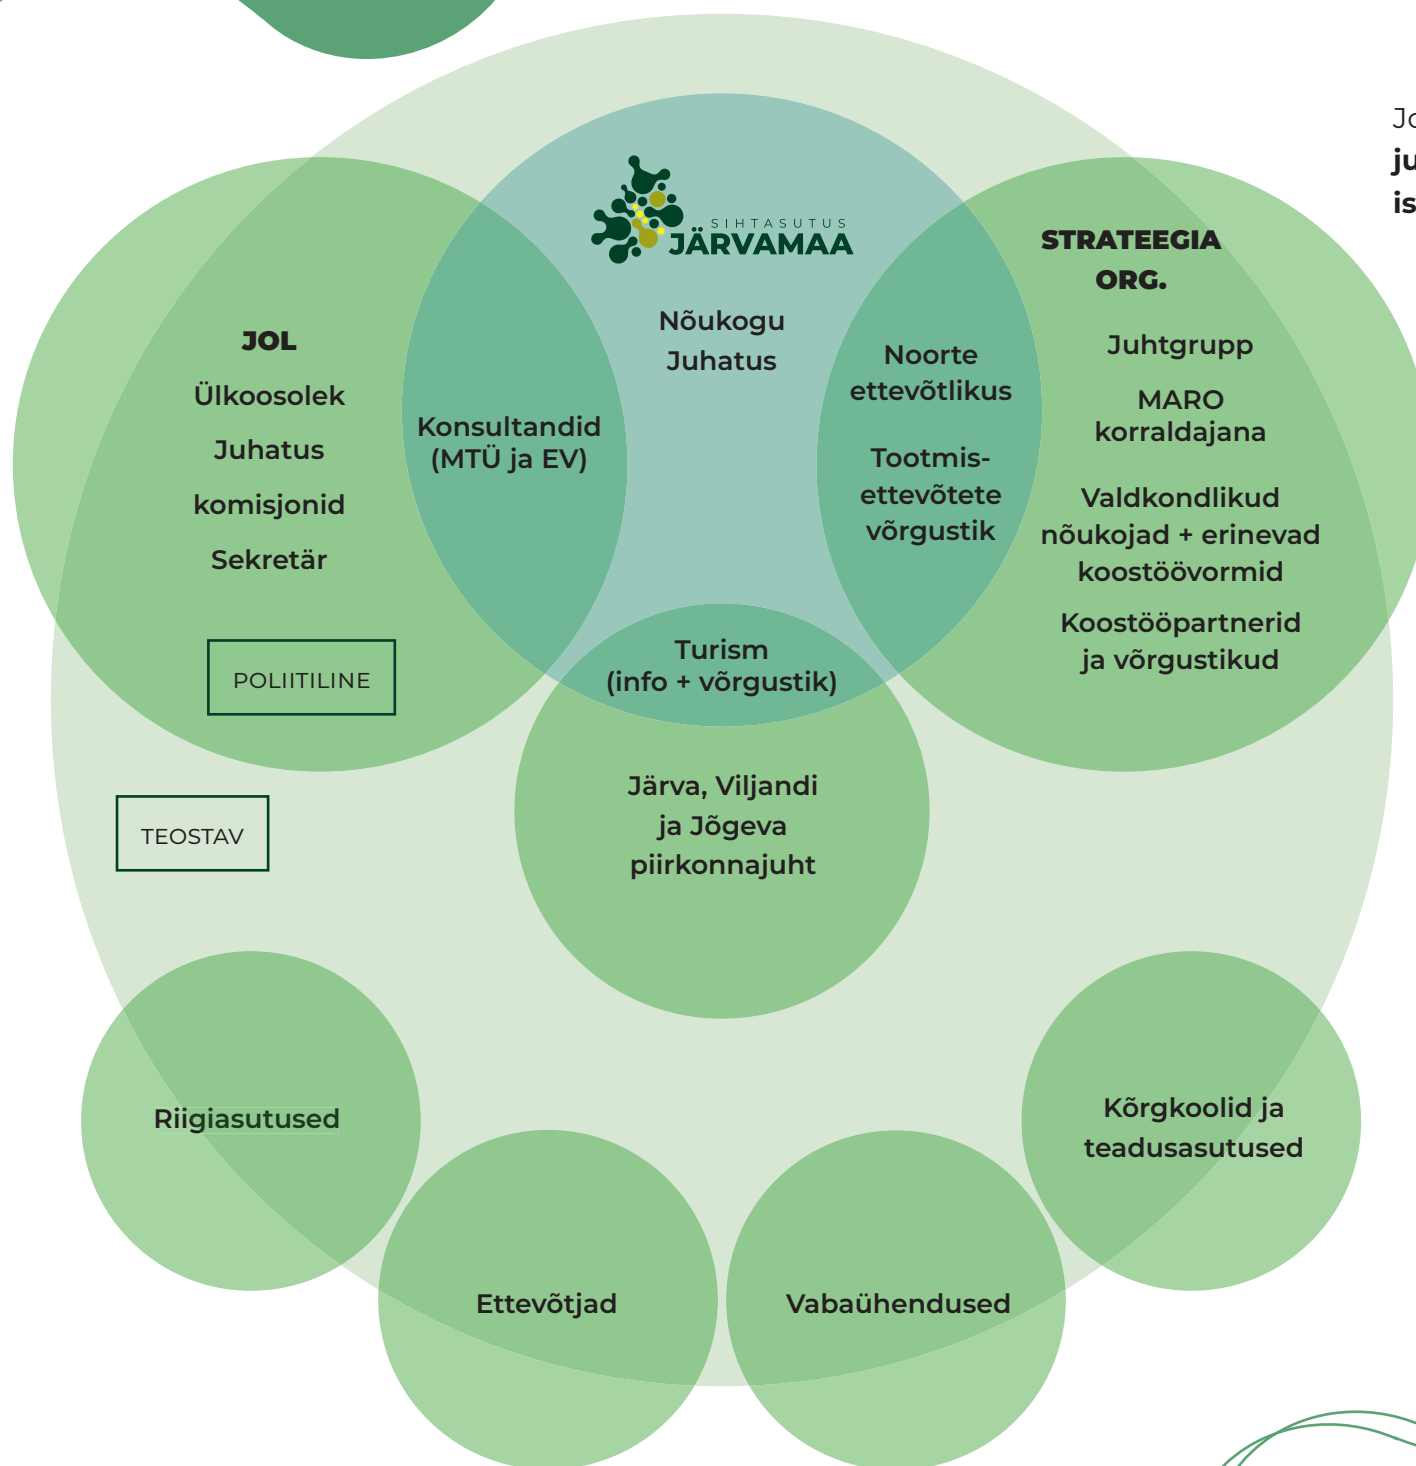 SIHTASUTUS
JÄRVAMAA
Nõukogu
Juhatus
JOL
Ülkoosolek
Juhatus
komisjonid
Sekretär
POLIITILINE
TEOSTAV
Konsultandid
(MTÜ ja EV)
Noorte
ettevõtlikus
Tootmis-
ettevõtete
võrgustik
STRATEEGIA
ORG.
Juhtgrupp
MARO
korraldajana
Valdkondlikud
nõukojad + erinevad
koostöövormid
Koostööpartnerid
ja võrgustikud
Turism
(info + võrgustik)
Järva, Viljandi
ja Jõgeva
piirkonnajuht
Riigiasutused
Ettevõtjad
Vabaühendused
Kõrgkoolid ja
teadusasutused